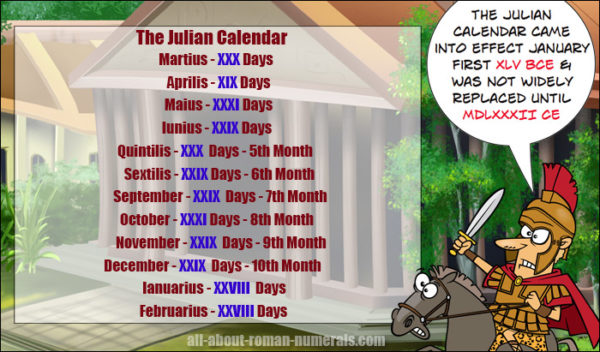 The Julian Calendar
Martius - XXX Days
Aprilis - XIX Days
Maius - XXXI Days
Iunius - XXIX Days
Quintilis - XXX Days - 5th Month
Sextilis - XXIX Days - 6th Month
September - XXIX Days - 7th Month
October - XXXI Days - 8th Month
November - XXIX Days - 9th Month
December - XXIX Days - 10th Month
Ianuarius - XXVIII Days
Februarius - XXVIII Days
THE JULIAN
CALENDAR CAME
INTO EFFECT JANUARY
FIRST XLV BCE &
WAS NOT WIDELY
REPLACED UNTIL
MDLXXXII CE
all-about-roman-numerals.com